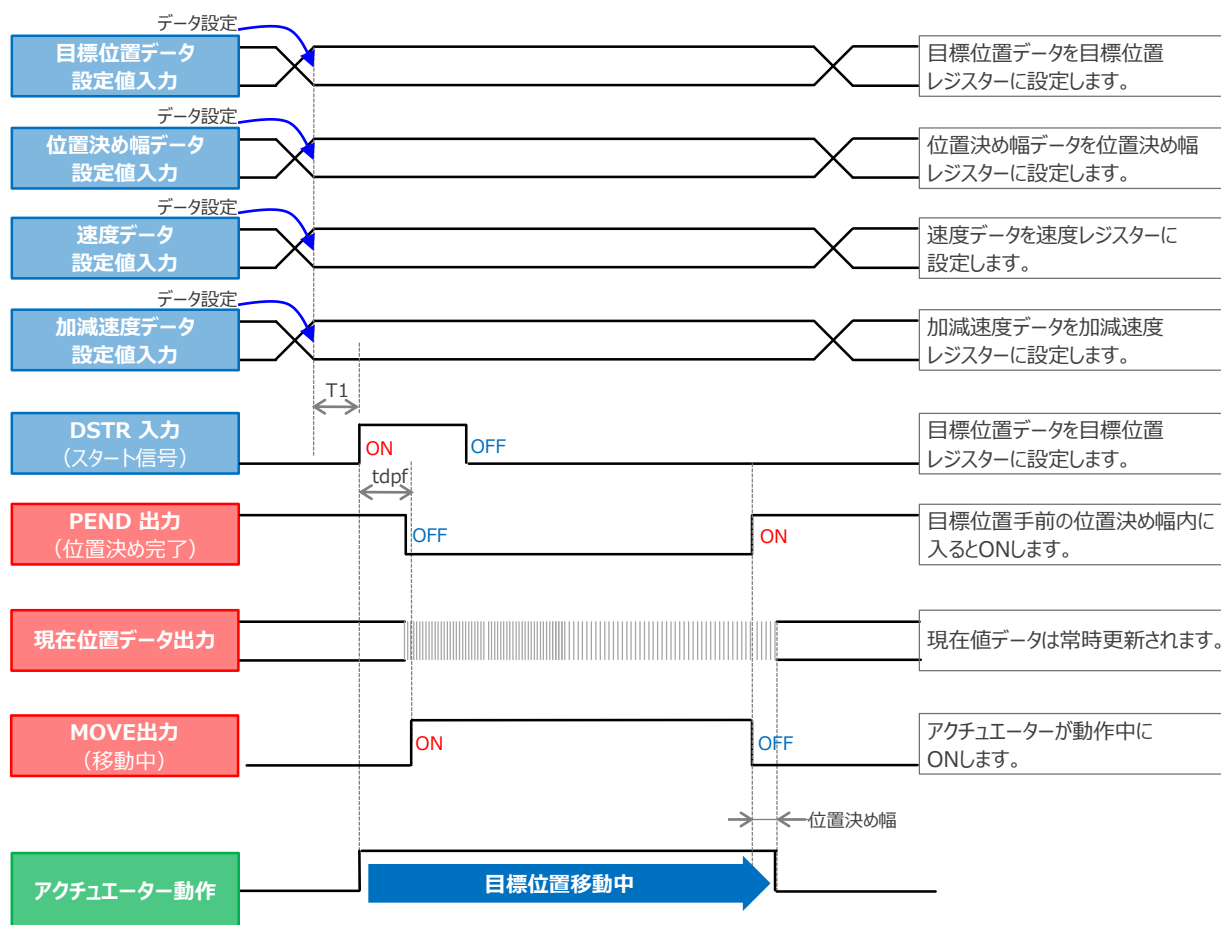 データ設定
目標位置データ
設定値入力
目標位置データを目標位置
レジスターに設定します。
データ設定
位置決め幅データ
設定値入力
位置決め幅データを位置決め幅
レジスターに設定します。
データ設定
速度データ
設定値入力
速度データを速度レジスターに
設定します。
データ設定
加減速度データ
設定値入力
加減速度データを加減速度
レジスターに設定します。
T1
DSTR 入力
（スタート信号）
ON
OFF
目標位置データを目標位置
レジスターに設定します。
tdpf
PEND 出力
（位置決め完了）
OFF
ON
目標位置手前の位置決め幅内に
入るとONします。
現在位置データ出力
現在値データは常時更新されます。
MOVE出力
（移動中）
ON
OFF
アクチュエーターが動作中に
ONします。
位置決め幅
アクチュエーター動作
目標位置移動中